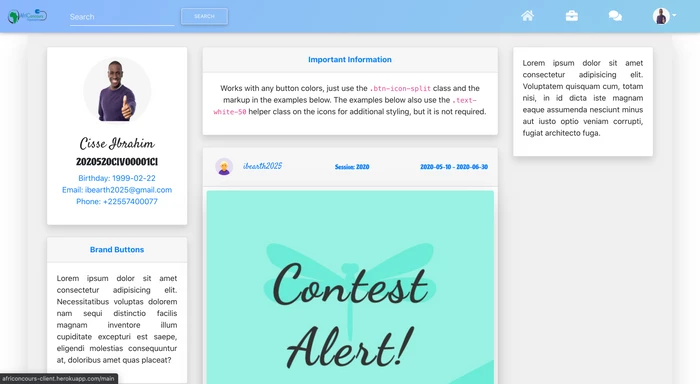 Search
SEARCH
Cisse Ibrahim
2020520CIV00001CI
Birthday: 1999-02-22
Email: ibearth2025@gmail.com
Phone: +22557400077
Brand Buttons
Lorem ipsum dolor sit amet
consectetur adipisicing elit.
Necessitatibus voluptas dolorem
nam sequi distinctio facilis
magnam inventore illum
cupiditate excepturi est saepe,
eligendi molestias consequuntur
at, doloribus amet quas placeat?
Important Information
Works with any button colors, just use the .btn-icon-split class and the
markup in the examples below. The examples below also use the .text-
white-50 helper class on the icons for additional styling, but it is not required.
ibearth2025 Session: 2020 2020-05-10 - 2020-06-30
Contest
Alert!
Lorem ipsum dolor sit amet
consectetur adipisicing elit.
Voluptatem quisquam cum, totam
nisi, in id dicta iste magnam
eaque assumenda nesciunt minus
aut iusto optio veniam corrupti,
fugiat architecto fuga.
africoncours-client.herokuapp.com/main